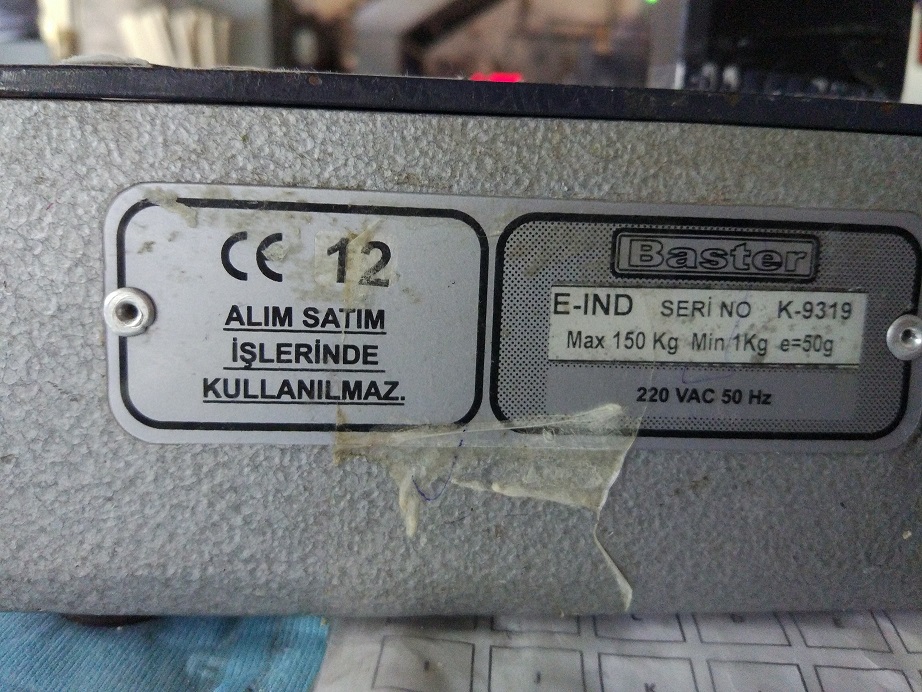 CE 12
ALIM SATIM
İŞLERİNDE
KULLANILMAZ.
Baster
E-IND SERİ NO K-9319
Max 150 Kg Min 1Kg e=50g
220 VAC 50 Hz